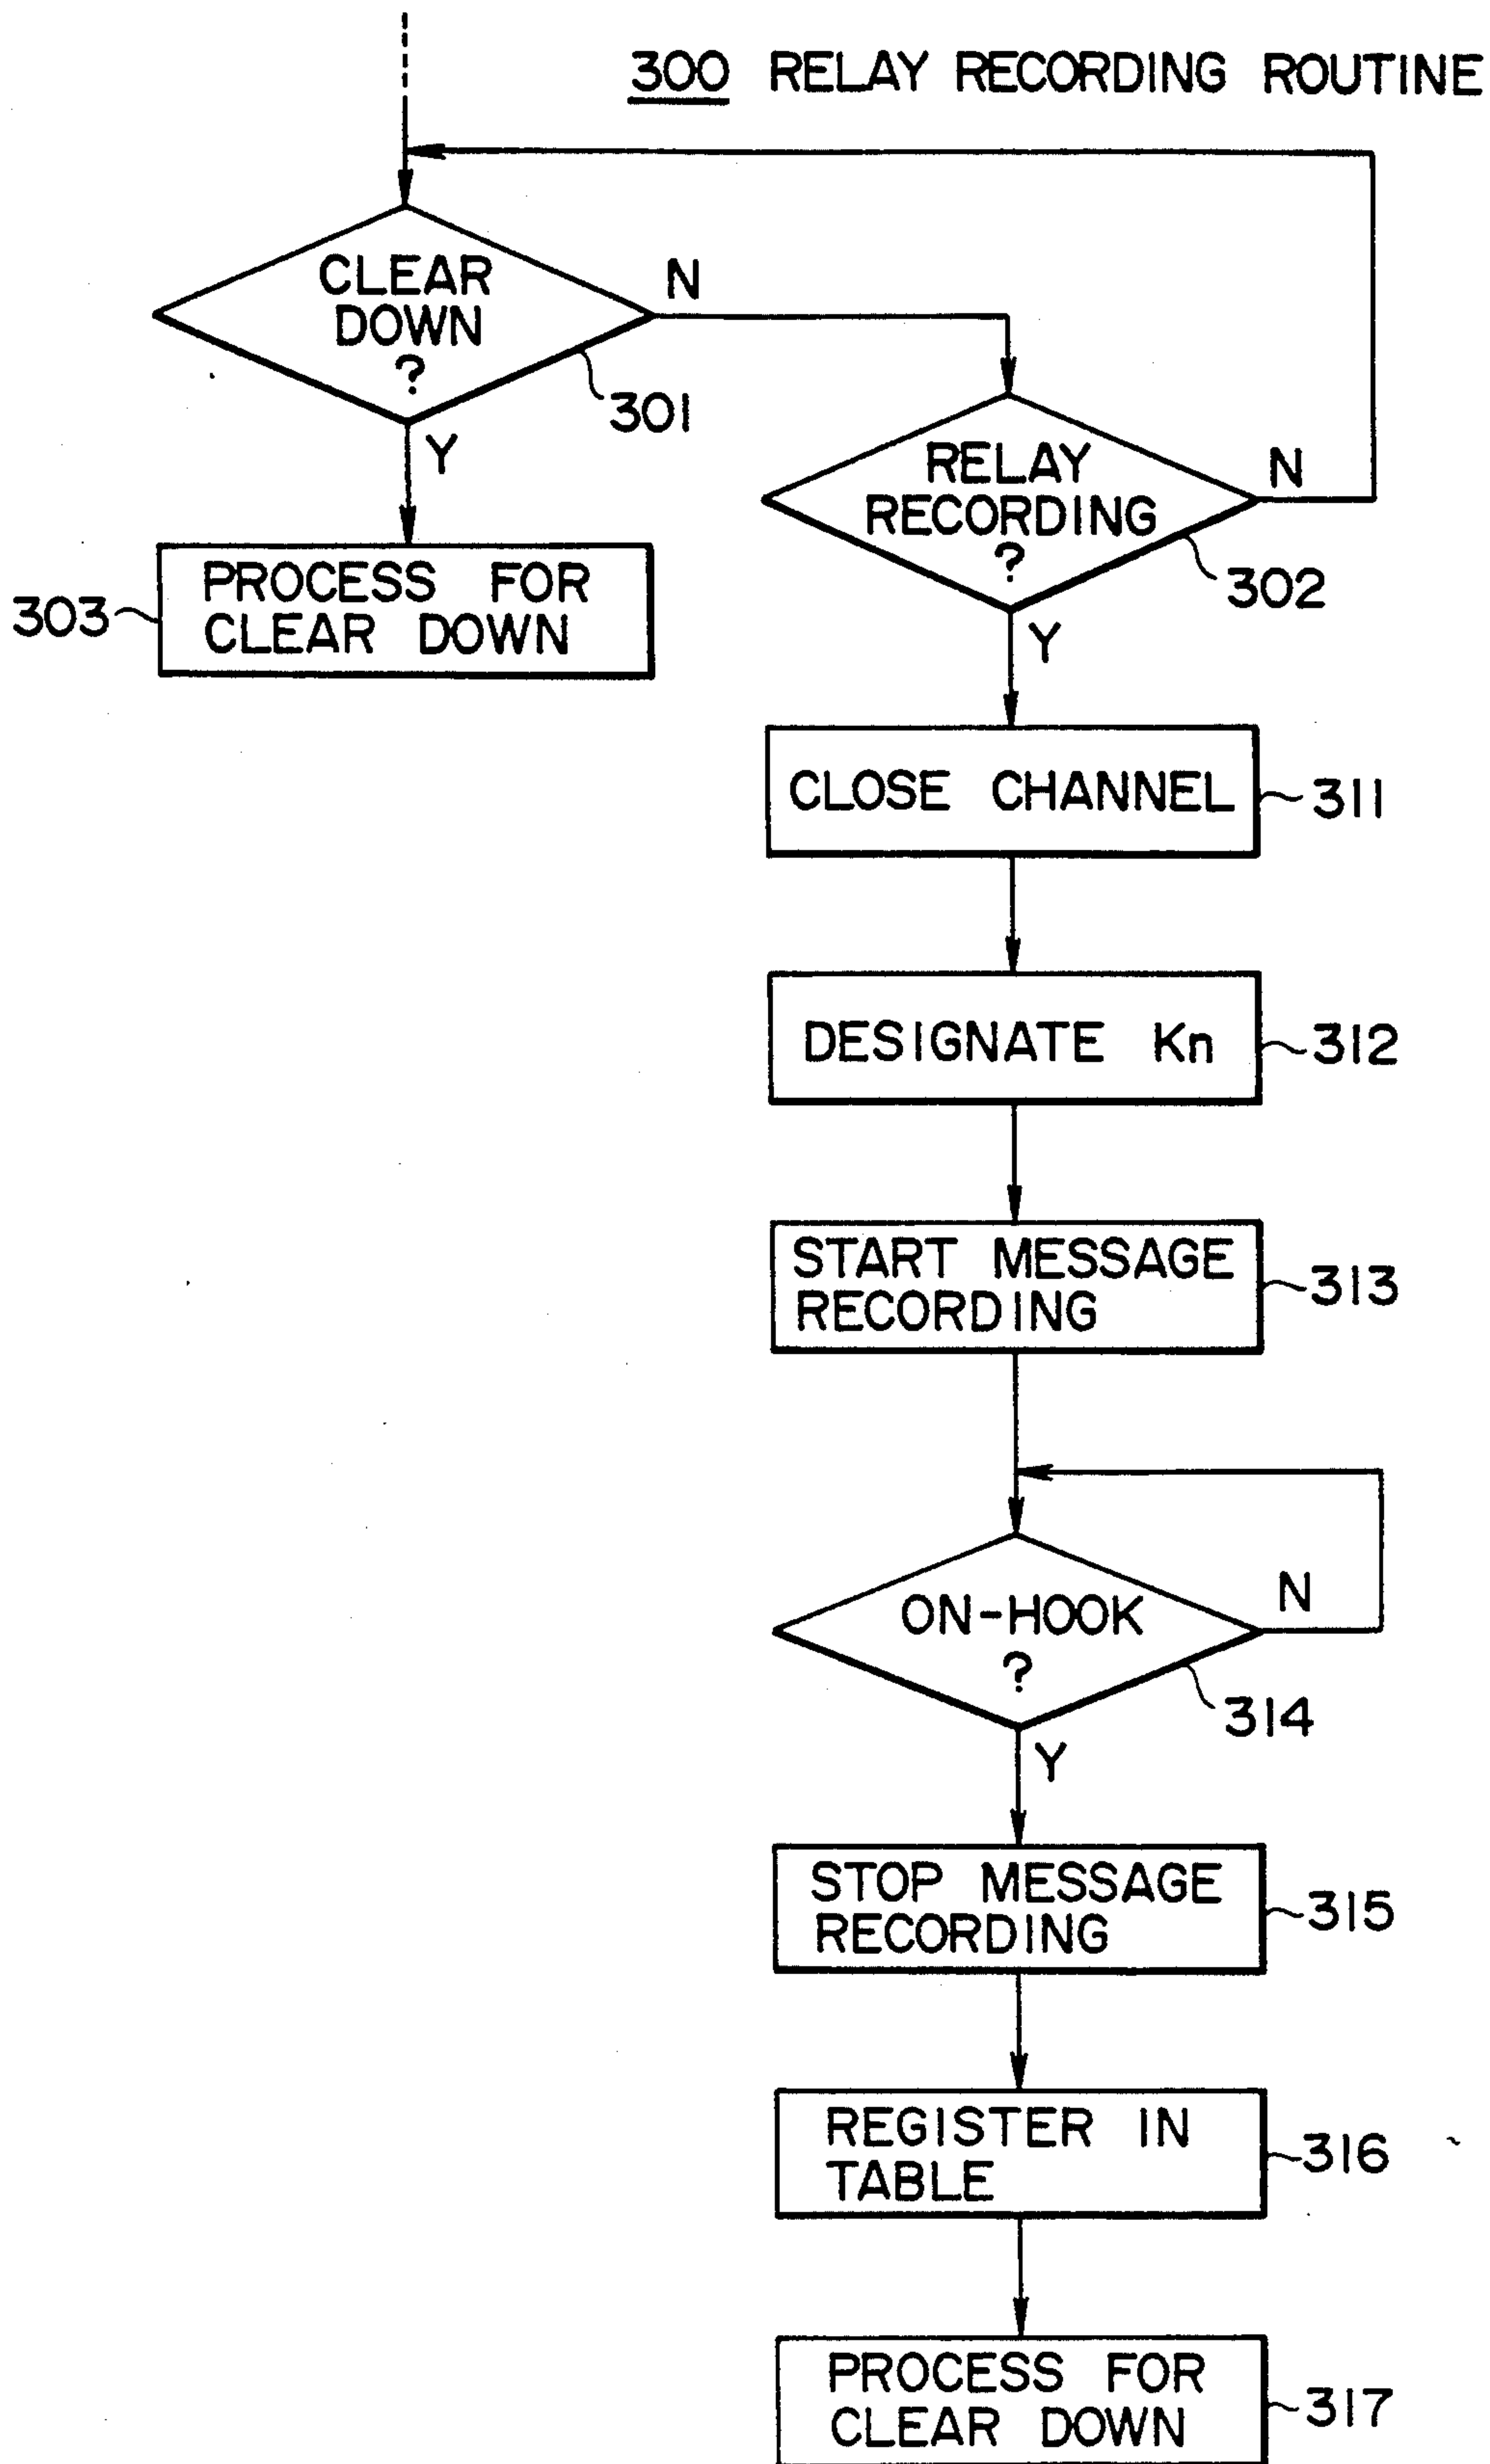 300 RELAY RECORDING ROUTINE
CLEAR
DOWN
?
N
301
Y
RELAY
RECORDING
?
N
302
Y
303
PROCESS FOR
CLEAR DOWN
CLOSE CHANNEL
311
DESIGNATE Kn
312
START MESSAGE
RECORDING
313
ON-HOOK
?
N
314
Y
STOP MESSAGE
RECORDING
315
REGISTER IN
TABLE
316
PROCESS FOR
CLEAR DOWN
317